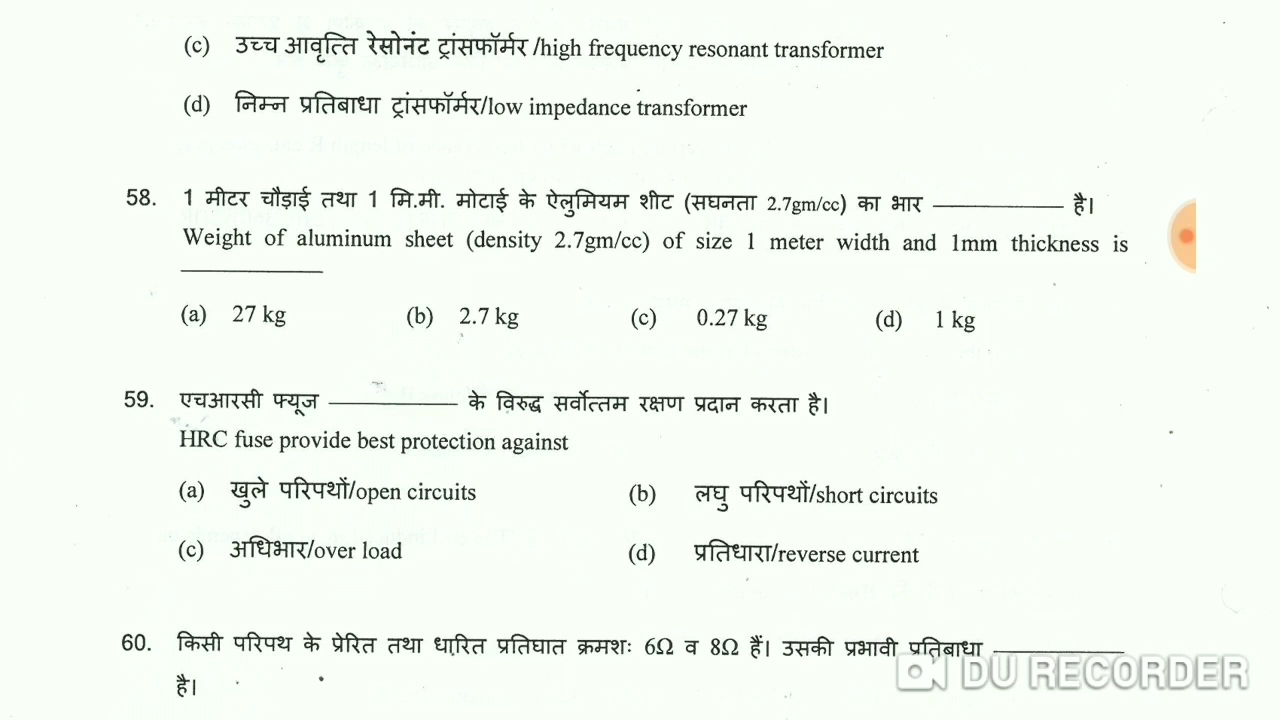 (c) उच्च आवृत्ति रेसोनंट ट्रांसफॉर्मर /high frequency resonant transformer
(d) निम्न प्रतिबाधा ट्रांसफॉर्मर/low impedance transformer
58. 1 मीटर चौड़ाई तथा 1 मि.मी. मोटाई के ऐलुमियम शीट (सघनता 2.7gm/cc) का भार ———— है।
Weight of aluminum sheet (density 2.7gm/cc) of size 1 meter width and 1mm thickness is
____________
(a) 27 kg (b) 2.7 kg (c) 0.27 kg (d) 1 kg
59. एचआरसी फ्यूज ———— के विरुद्ध सर्वोत्तम रक्षण प्रदान करता है।
HRC fuse provide best protection against
(a) खुले परिपथों/open circuits (b) लघु परिपथों/short circuits
(c) अधिभार/over load (d) प्रतिधारा/reverse current
60. किसी परिपथ के प्रेरित तथा धारित प्रतिघात क्रमशः 6Ω व 8Ω हैं। उसकी प्रभावी प्रतिबाधा ————
है।
DU RECORDER